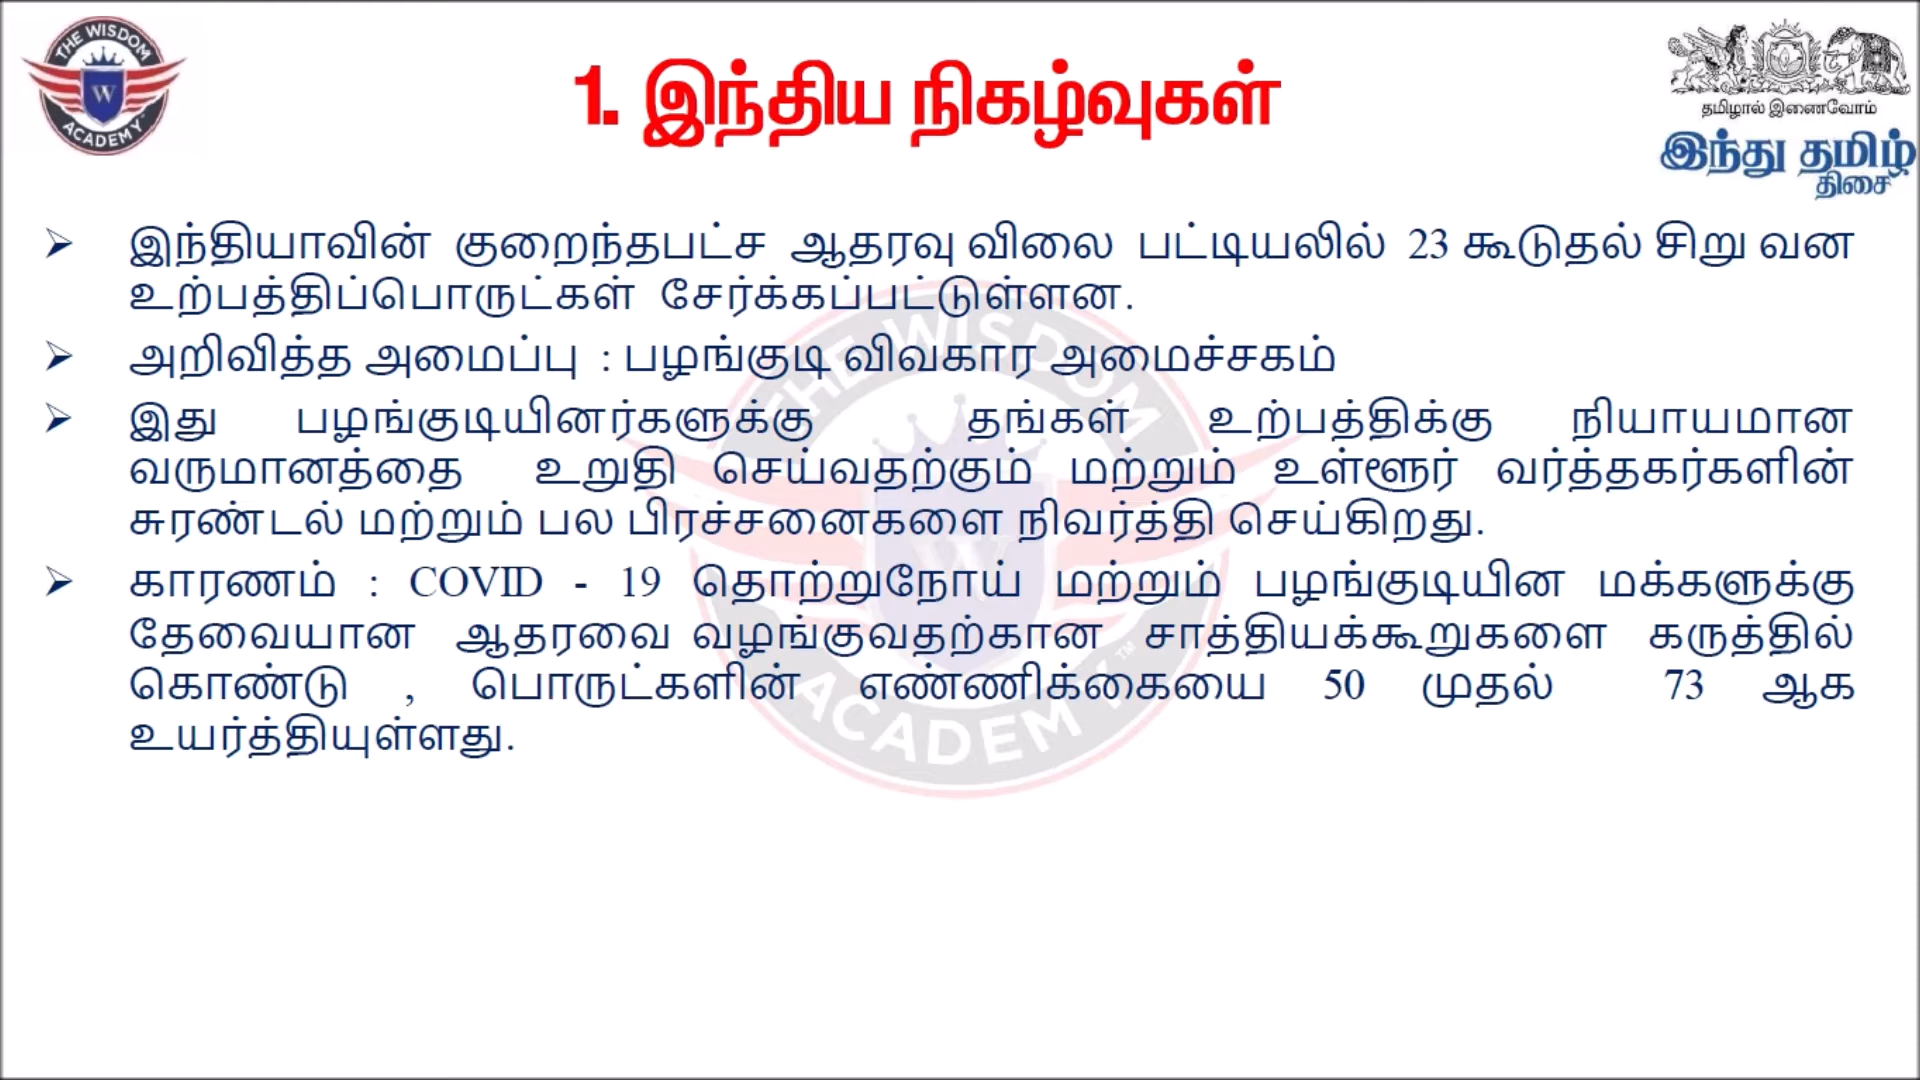 THE WISDOM
W
ACADEMY
1. இந்திய நிகழ்வுகள்
தமிழால் இணைவோம்
இந்து தமிழ்
திசை
➢ இந்தியாவின் குறைந்தபட்ச ஆதரவு விலை பட்டியலில் 23 கூடுதல் சிறு வன
உற்பத்திப்பொருட்கள் சேர்க்கப்பட்டுள்ளன.
➢ அறிவித்த அமைப்பு : பழங்குடி விவகார அமைச்சகம்
➢ இது பழங்குடியினர்களுக்கு தங்கள் உற்பத்திக்கு நியாயமான
வருமானத்தை உறுதி செய்வதற்கும் மற்றும் உள்ளூர் வர்த்தகர்களின்
சுரண்டல் மற்றும் பல பிரச்சனைகளை நிவர்த்தி செய்கிறது.
➢ காரணம் : COVID - 19 தொற்றுநோய் மற்றும் பழங்குடியின மக்களுக்கு
தேவையான ஆதரவை வழங்குவதற்கான சாத்தியக்கூறுகளை கருத்தில்
கொண்டு , பொருட்களின் எண்ணிக்கையை 50 முதல் 73 ஆக
உயர்த்தியுள்ளது.
THE WISDOM
W
ACADEMY™